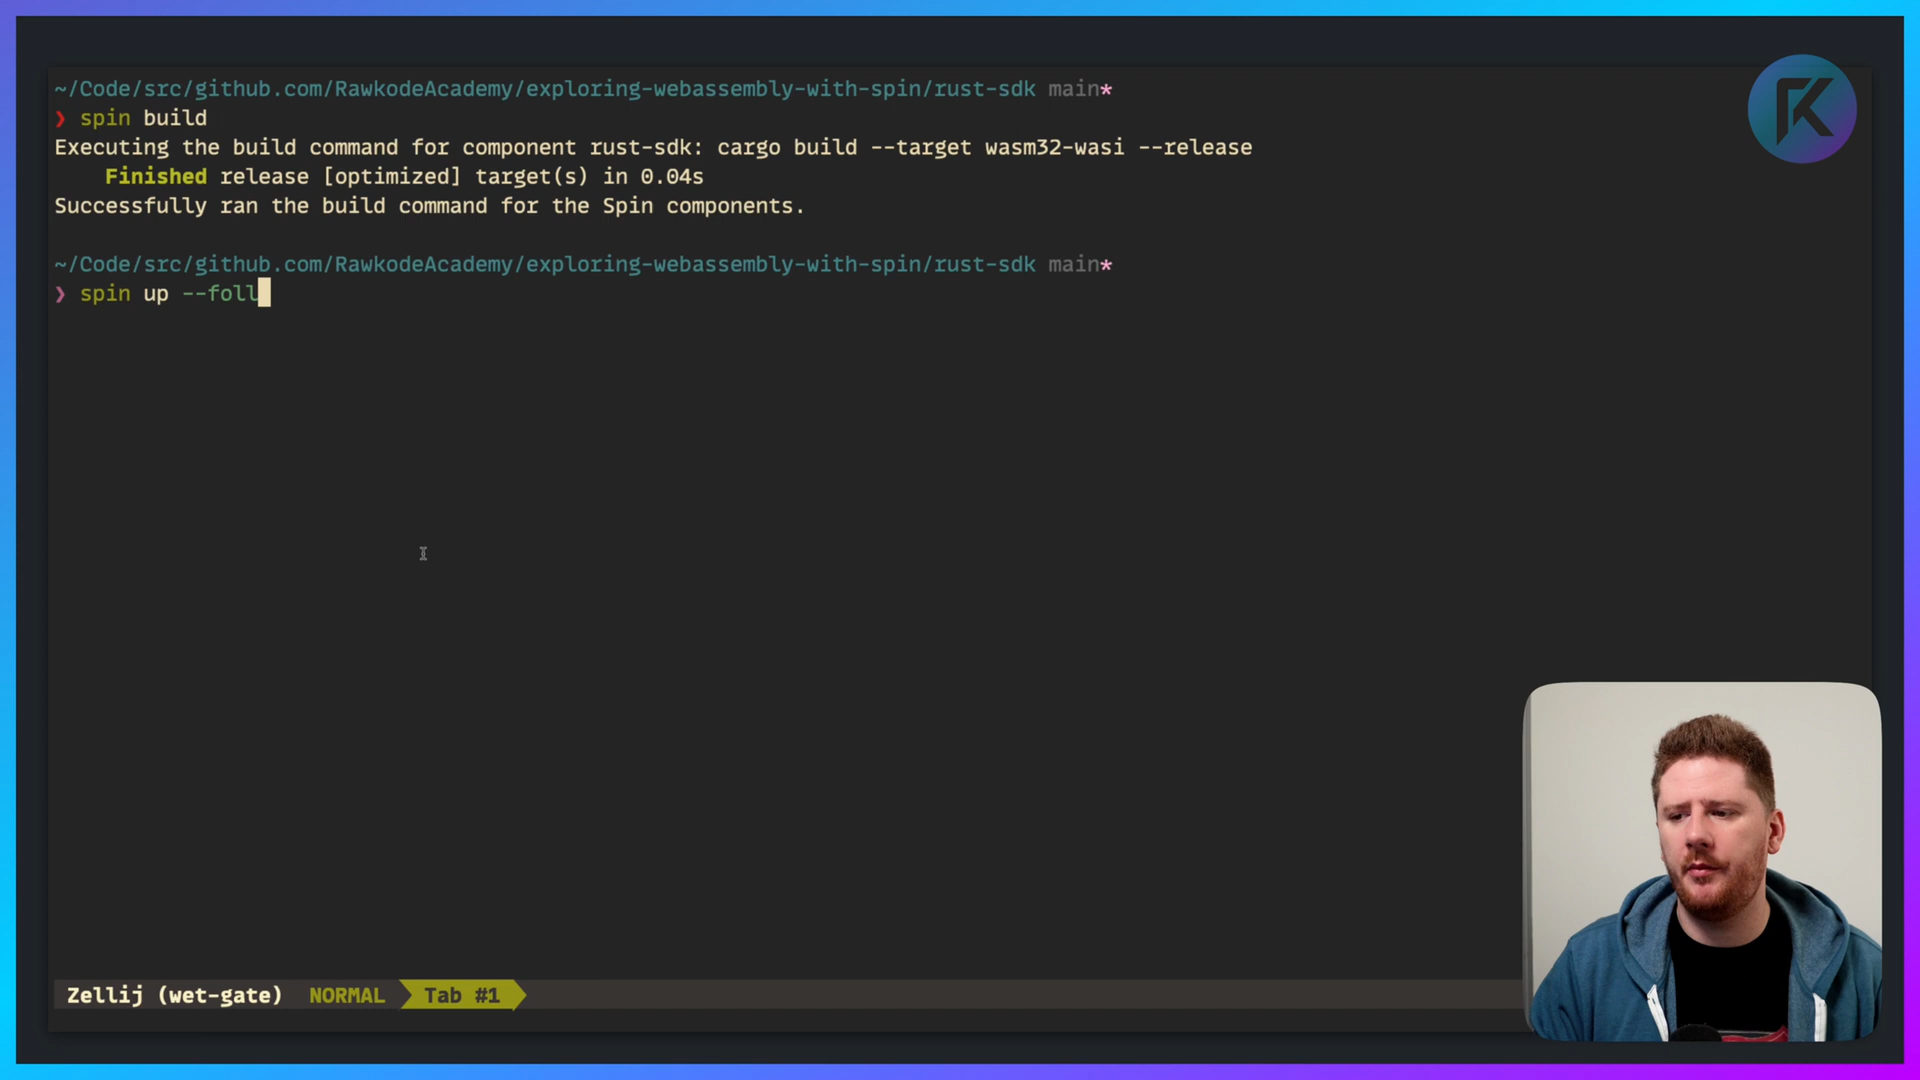 ~/Code/src/github.com/RawkodeAcademy/exploring-webassembly-with-spin/rust-sdk main*
❯ spin build
Executing the build command for component rust-sdk: cargo build --target wasm32-wasi --release
Finished release [optimized] target(s) in 0.04s
Successfully ran the build command for the Spin components.
~/Code/src/github.com/RawkodeAcademy/exploring-webassembly-with-spin/rust-sdk main*
❯ spin up --foll
Zellij (wet-gate) NORMAL Tab #1